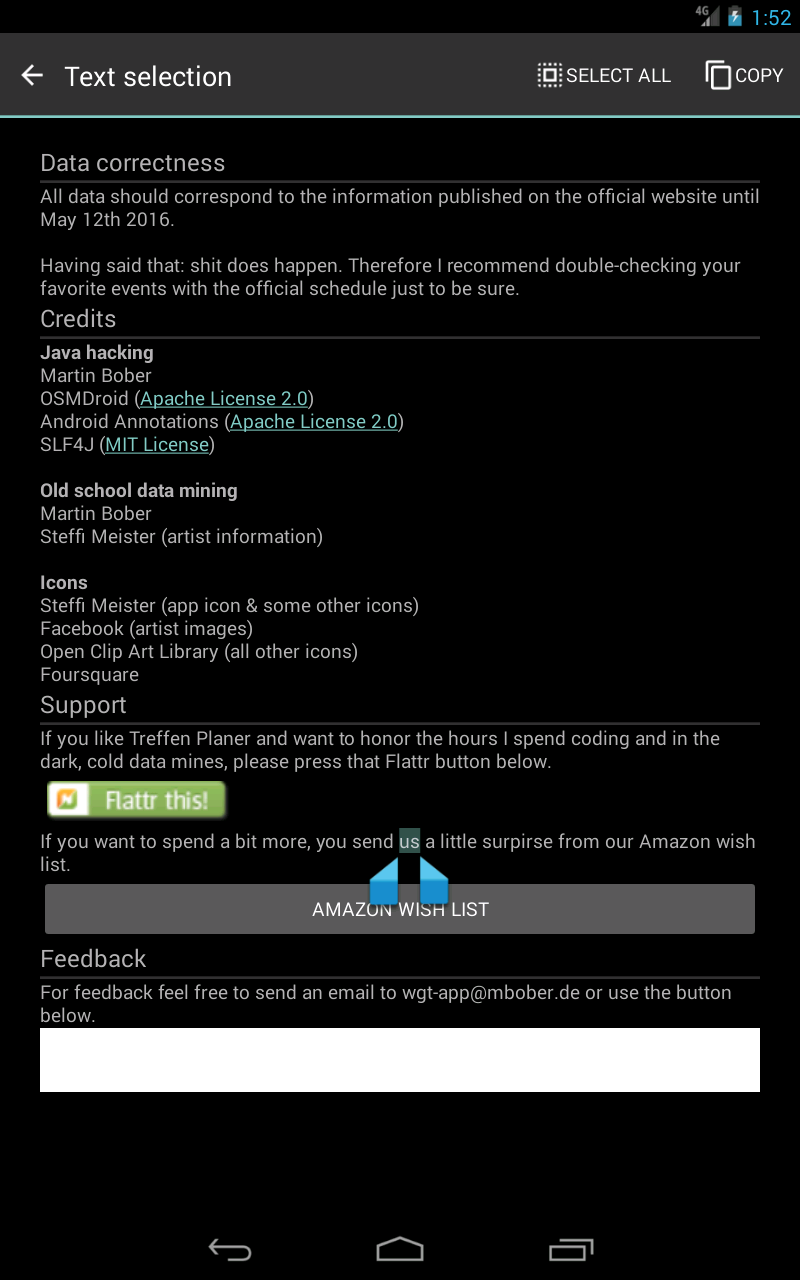 4G 1:52
Text selection SELECT ALL COPY
Data correctness
All data should correspond to the information published on the official website until
May 12th 2016.
Having said that: shit does happen. Therefore I recommend double-checking your
favorite events with the official schedule just to be sure.
Credits
Java hacking
Martin Bober
OSMDroid (Apache License 2.0)
Android Annotations (Apache License 2.0)
SLF4J (MIT License)
Old school data mining
Martin Bober
Steffi Meister (artist information)
Icons
Steffi Meister (app icon & some other icons)
Facebook (artist images)
Open Clip Art Library (all other icons)
Foursquare
Support
If you like Treffen Planer and want to honor the hours I spend coding and in the
dark, cold data mines, please press that Flattr button below.
Flattr this!
If you want to spend a bit more, you send us a little surpirse from our Amazon wish
list.
AMAZON WISH LIST
Feedback
For feedback feel free to send an email to wgt-app@mbober.de or use the button
below.